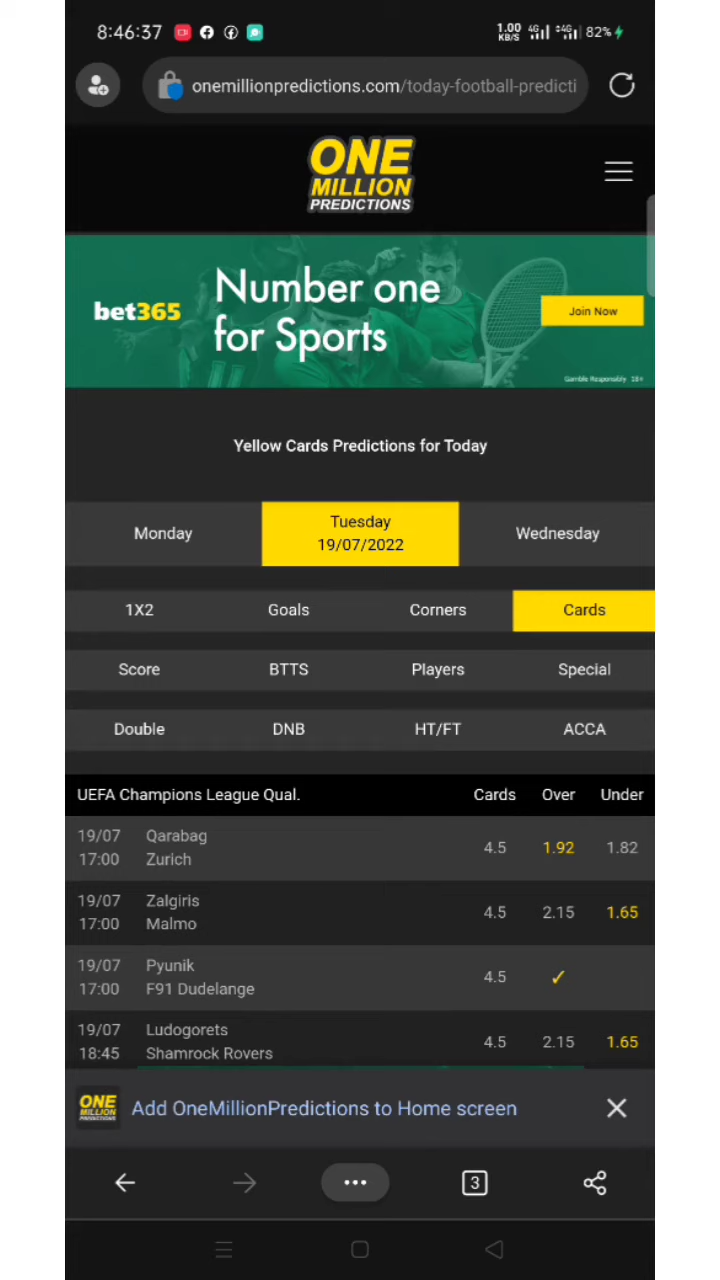 8:46:37
1.00 KB/S 4G 4G 82%
onemillionpredictions.com/today-football-predicti
ONE
MILLION
PREDICTIONS
bet365
Number one
for Sports
Join Now
Gamble Responsibly 18+
Yellow Cards Predictions for Today
Monday
Tuesday
19/07/2022
Wednesday
1X2 Goals Corners Cards
Score BTTS Players Special
Double DNB HT/FT ACCA
UEFA Champions League Qual. Cards Over Under
19/07 Qarabag
17:00 Zurich
4.5 1.92 1.82
19/07 Zalgiris
17:00 Malmo
4.5 2.15 1.65
19/07 Pyunik
17:00 F91 Dudelange
4.5 ✓
19/07 Ludogorets
18:45 Shamrock Rovers
4.5 2.15 1.65
ONE
MILLION
PREDICTIONS
Add OneMillionPredictions to Home screen
3